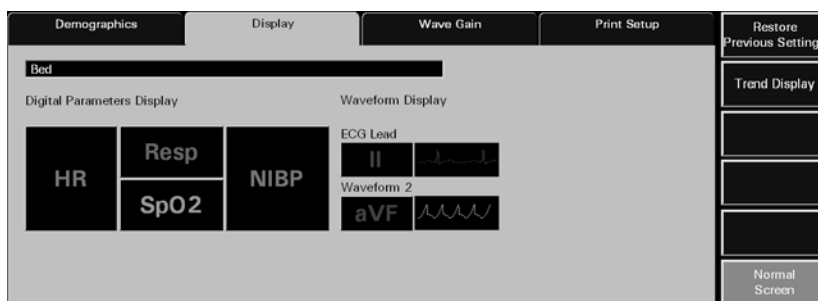 Demographics
Display
Wave Gain
Print Setup
Restore
Previous Setting
Bed
Trend Display
Digital Parameters Display
Waveform Display
ECG Lead
HR
Resp
SpO2
NIBP
II
Waveform 2
aVF
Normal
Screen